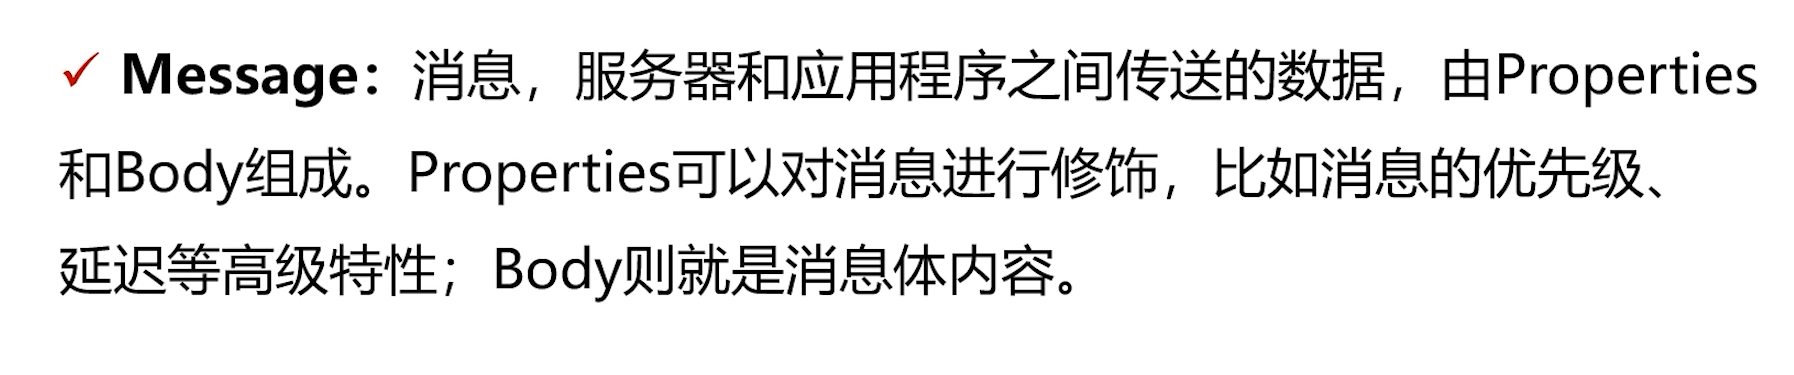 ✓ Message：消息，服务器和应用程序之间传送的数据，由Properties
和Body组成。Properties可以对消息进行修饰，比如消息的优先级、
延迟等高级特性；Body则就是消息体内容。